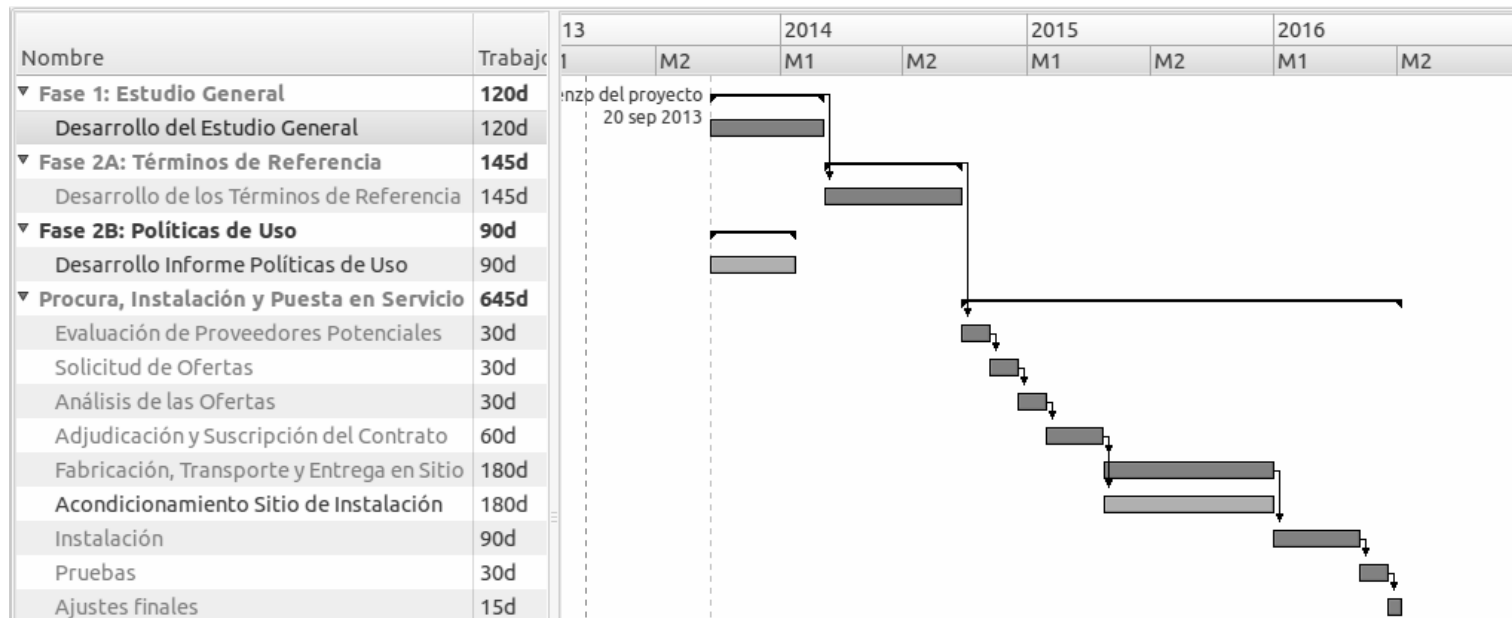 13 2014 2015 2016
Nombre Trabajo
1 M2 M1 M2 M1 M2 M1 M2
Fase 1: Estudio General 120d
enzo del proyecto
20 sep 2013
Desarrollo del Estudio General 120d
Fase 2A: Términos de Referencia 145d
Desarrollo de los Términos de Referencia 145d
Fase 2B: Políticas de Uso 90d
Desarrollo Informe Políticas de Uso 90d
Procura, Instalación y Puesta en Servicio 645d
Evaluación de Proveedores Potenciales 30d
Solicitud de Ofertas 30d
Análisis de las Ofertas 30d
Adjudicación y Suscripción del Contrato 60d
Fabricación, Transporte y Entrega en Sitio 180d
Acondicionamiento Sitio de Instalación 180d
Instalación 90d
Pruebas 30d
Ajustes finales 15d